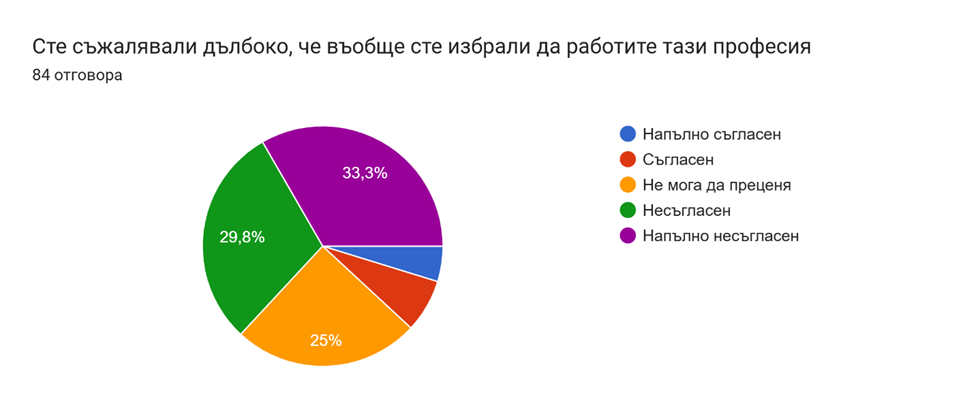 Сте съжалявали дълбоко, че въобще сте избрали да работите тази професия
84 отговора
33,3%
29,8%
25%
Напълно съгласен
Съгласен
Не мога да преценя
Несъгласен
Напълно несъгласен